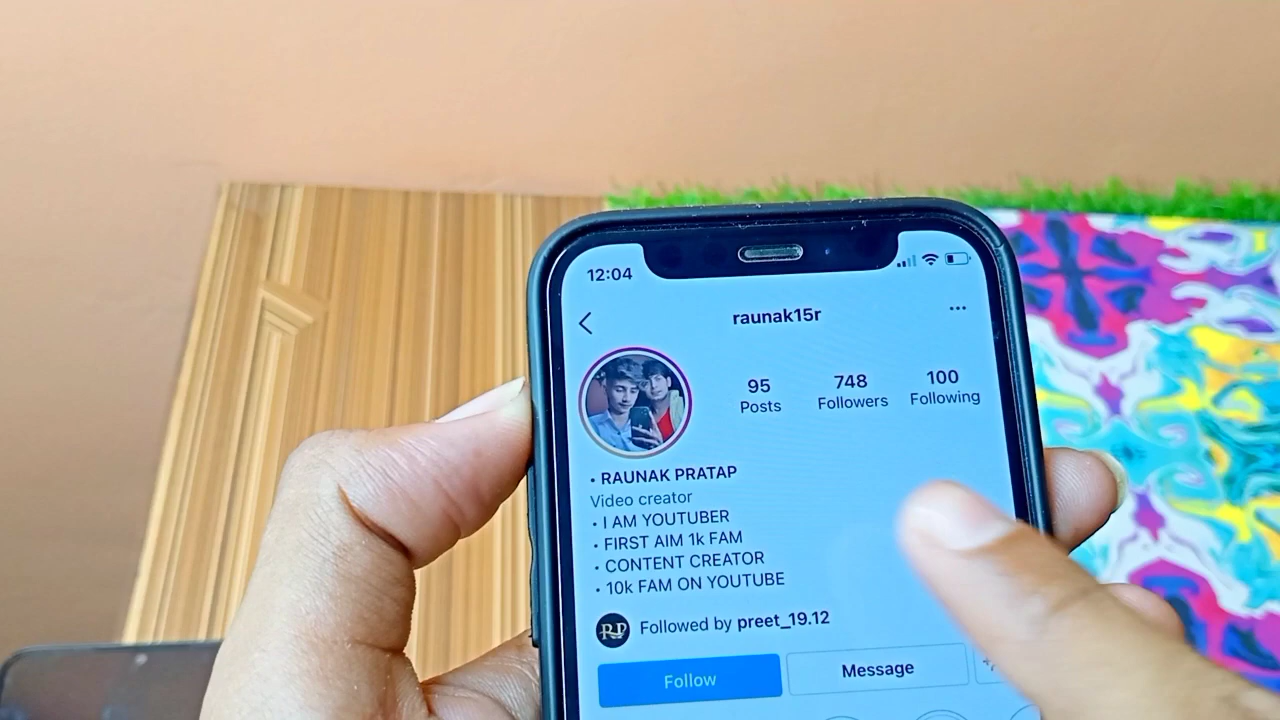 12:04
raunak15r
95 748 100
Posts Followers Following
• RAUNAK PRATAP
Video creator
• I AM YOUTUBER
• FIRST AIM 1k FAM
• CONTENT CREATOR
• 10k FAM ON YOUTUBE
RP Followed by preet_19.12
Follow Message